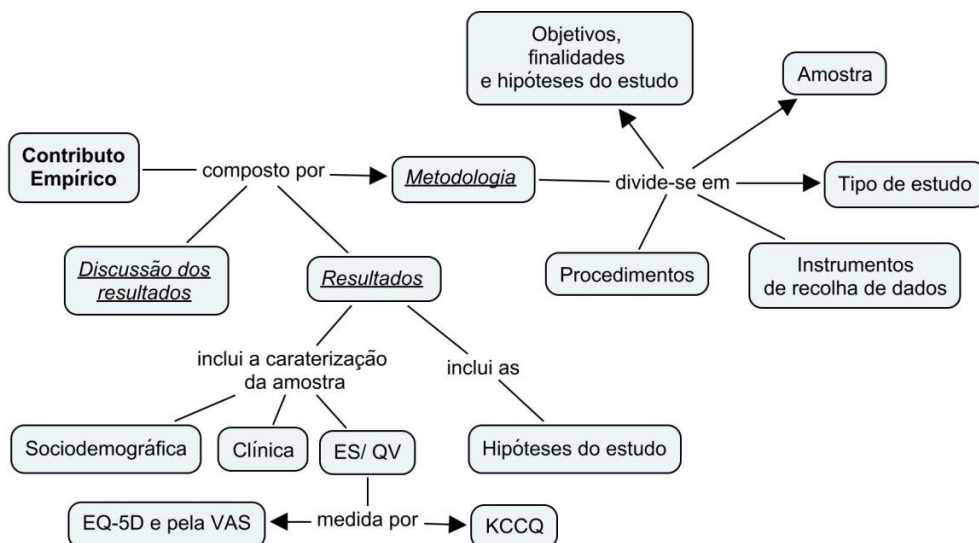 Objetivos,
finalidades
e hipóteses do estudo
Amostra
Contributo
Empírico
composto por
Metodologia
divide-se em
Tipo de estudo
Discussão dos
resultados
Resultados
Procedimentos
Instrumentos
de recolha de dados
inclui a caraterização
da amostra
inclui as
Sociodemográfica
Clínica
ES/ QV
Hipóteses do estudo
EQ-5D e pela VAS
medida por
KCCQ